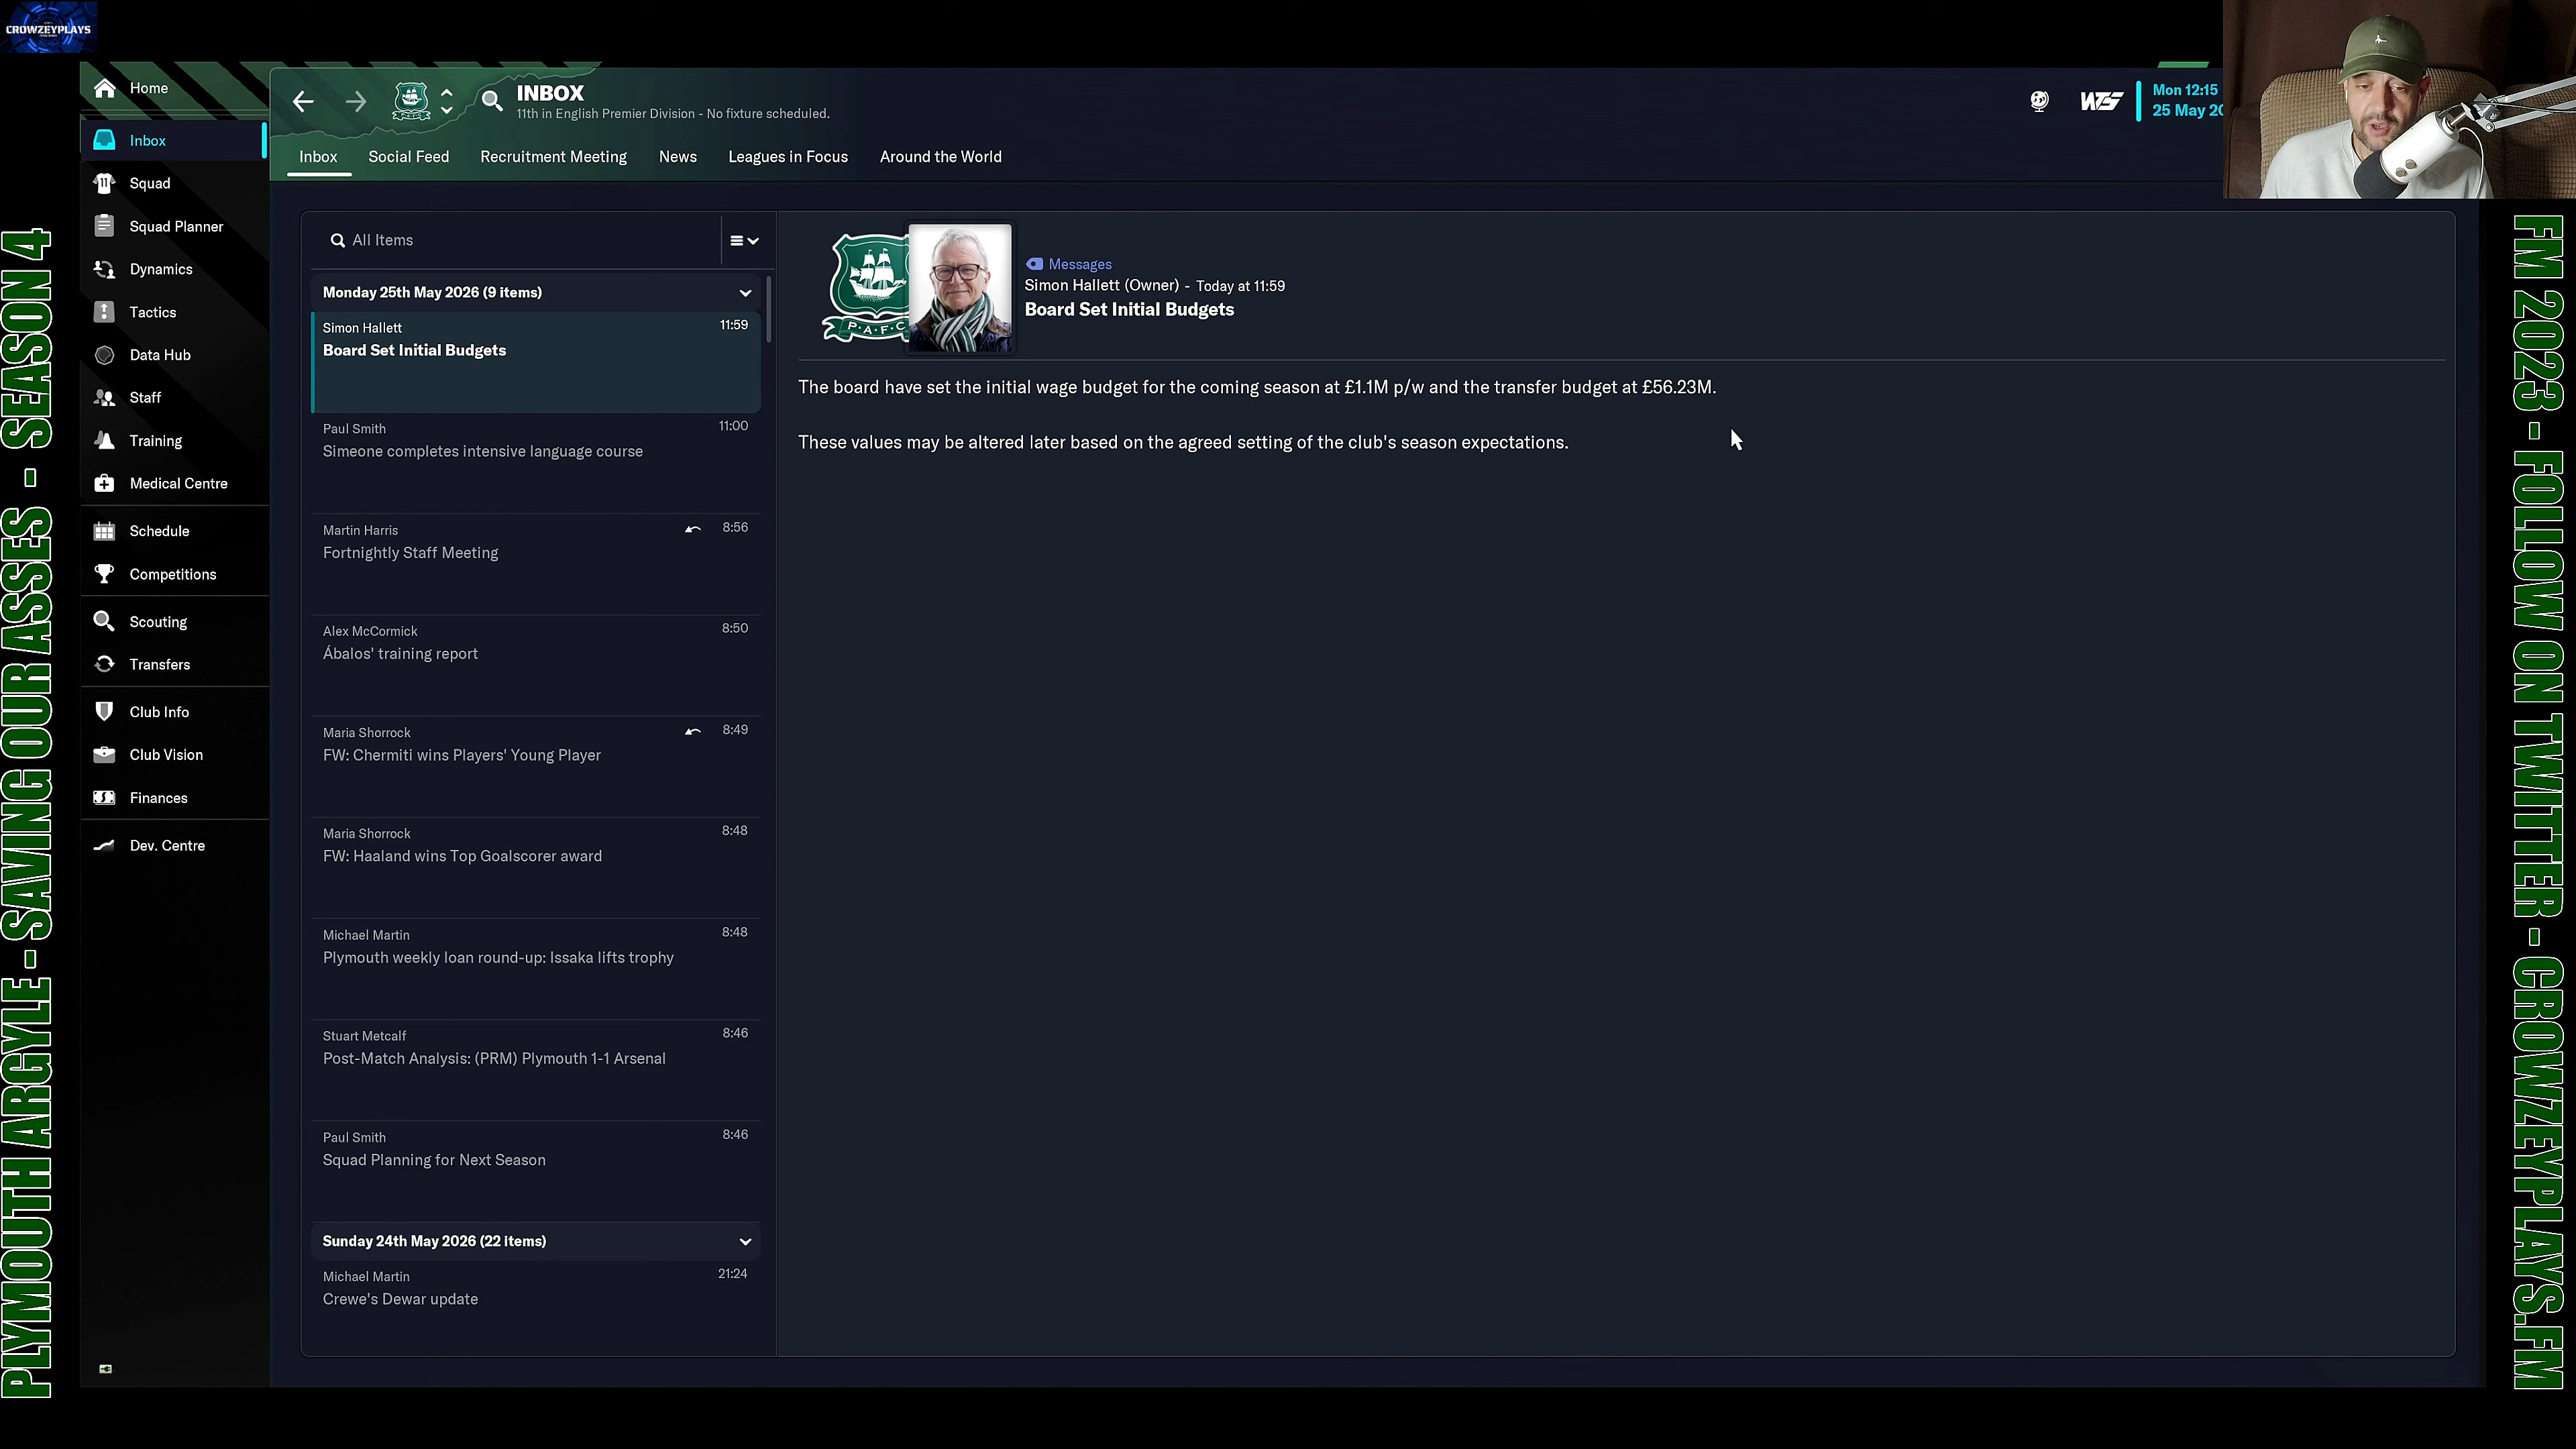 CROWZEYPLAYS
PLYMOUTH ARGYLE - SAVING OUR ASSES - SEASON 4
Home
Inbox
Squad
Squad Planner
Dynamics
Tactics
Data Hub
Staff
Training
Medical Centre
Schedule
Competitions
Scouting
Transfers
Club Info
Club Vision
Finances
Dev. Centre
INBOX
11th in English Premier Division - No fixture scheduled.
Mon 12:15
25 May 20
Inbox Social Feed Recruitment Meeting News Leagues in Focus Around the World
All Items
Monday 25th May 2026 (9 items)
Simon Hallett 11:59
Board Set Initial Budgets
Paul Smith 11:00
Simeone completes intensive language course
Martin Harris 8:56
Fortnightly Staff Meeting
Alex McCormick 8:50
Ábalos' training report
Maria Shorrock 8:49
FW: Chermiti wins Players' Young Player
Maria Shorrock 8:48
FW: Haaland wins Top Goalscorer award
Michael Martin 8:48
Plymouth weekly loan round-up: Issaka lifts trophy
Stuart Metcalf 8:46
Post-Match Analysis: (PRM) Plymouth 1-1 Arsenal
Paul Smith 8:46
Squad Planning for Next Season
Sunday 24th May 2026 (22 items)
Michael Martin 21:24
Crewe's Dewar update
P·A·F·C
Messages
Simon Hallett (Owner) - Today at 11:59
Board Set Initial Budgets
The board have set the initial wage budget for the coming season at £1.1M p/w and the transfer budget at £56.23M.
These values may be altered later based on the agreed setting of the club's season expectations.
FM 2023 - FOLLOW ON TWITTER - CROWZEYPLAYS.FM